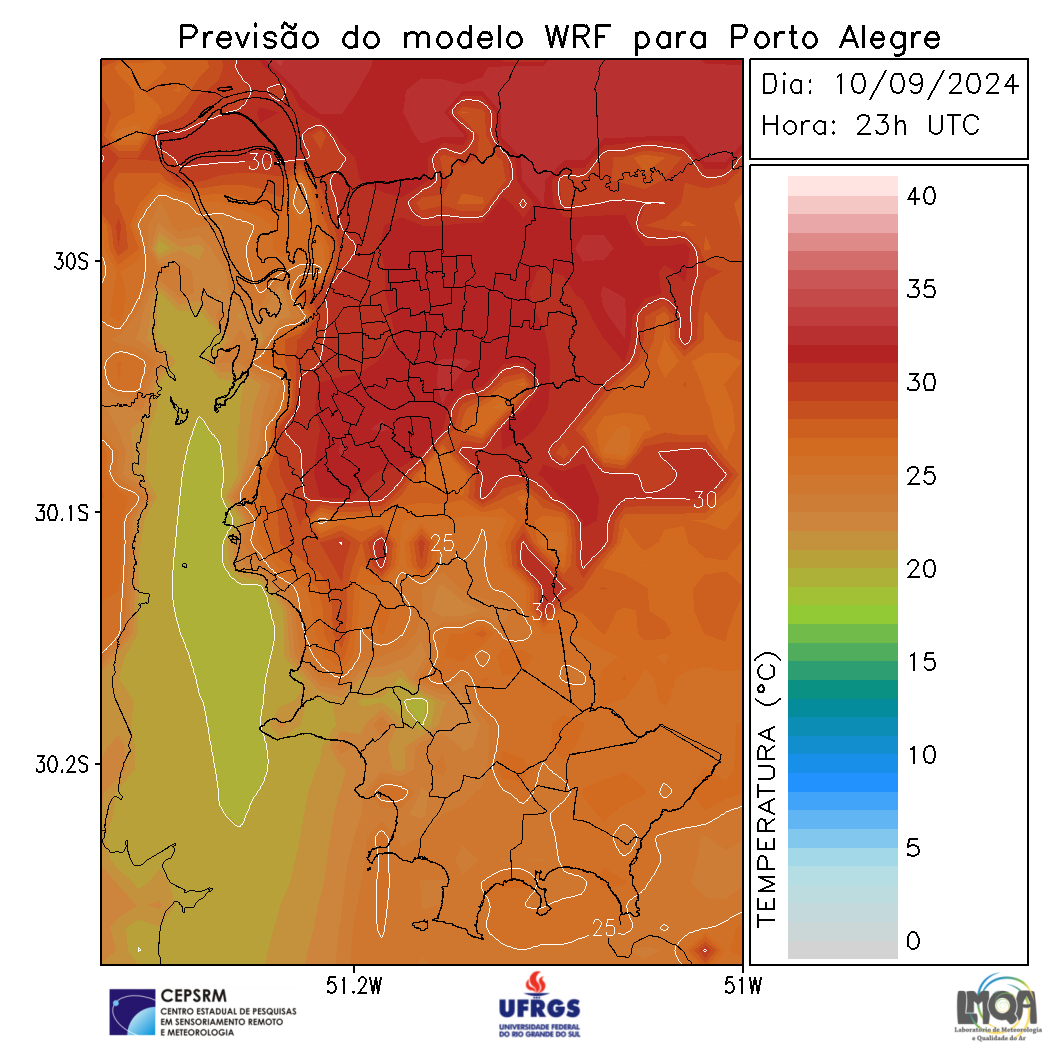 Previsão do modelo WRF para Porto Alegre
Dia: 10/09/2024
Hora: 23h UTC
30S
30.1S
30.2S
51.2W
51W
30
30
25
30
25
TEMPERATURA (°C)
40
35
30
25
20
15
10
5
0
CEPSRM
CENTRO ESTADUAL DE PESQUISAS
EM SENSORIAMENTO REMOTO
E METEOROLOGIA
UFRGS
UNIVERSIDADE FEDERAL
DO RIO GRANDE DO SUL
LMQA
Laboratório de Meteorologia
e Qualidade do Ar